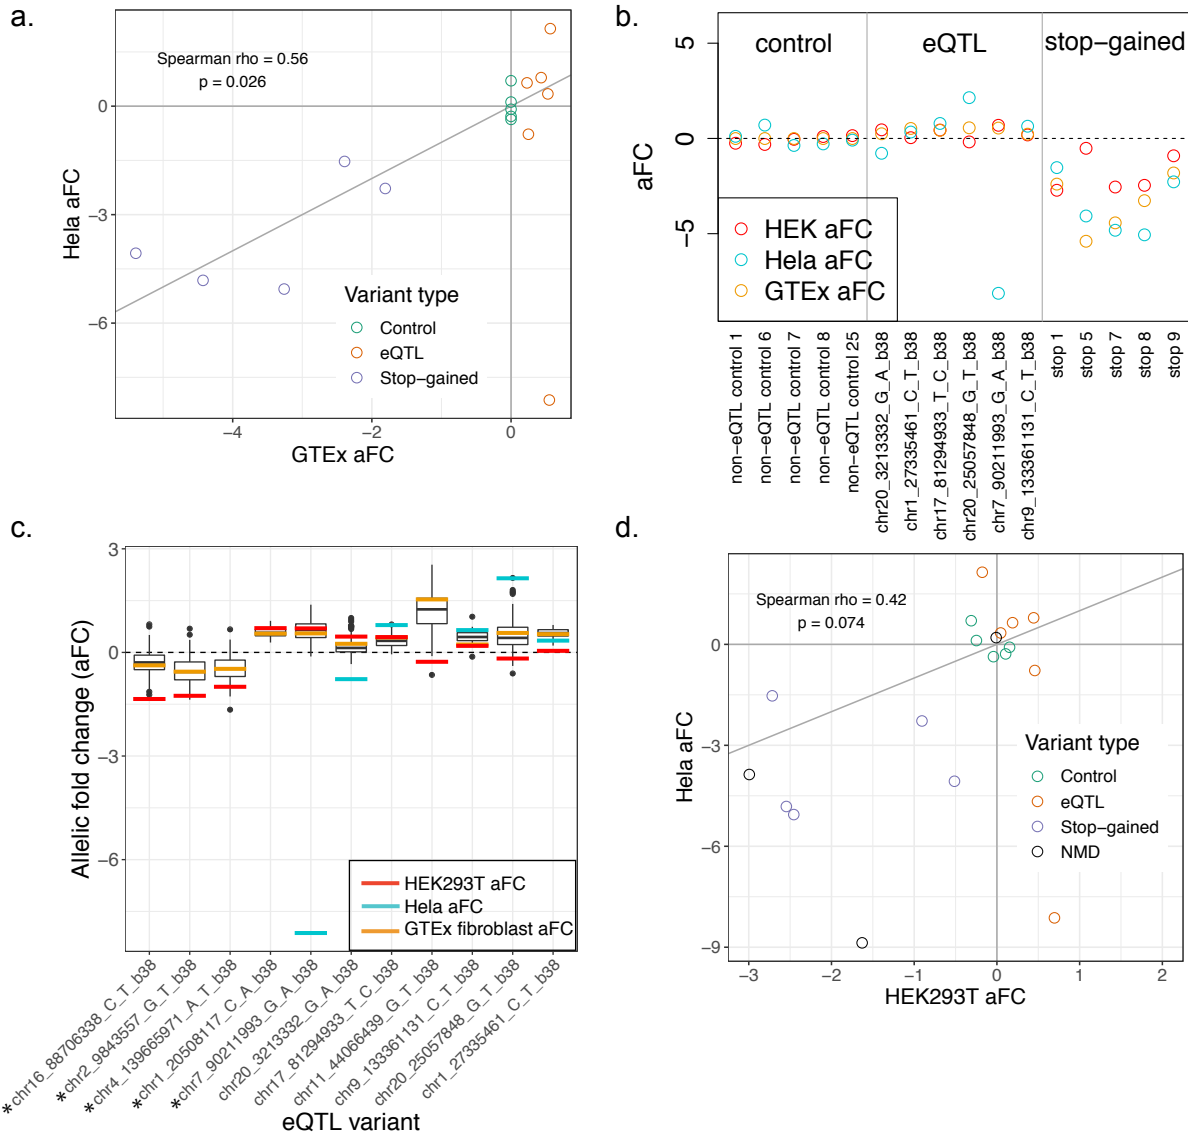 a.
Spearman rho = 0.56
p = 0.026
0
−3
−6
Hela aFC
Variant type
Control
eQTL
Stop−gained
−4
−2
0
GTEx aFC
b.
control
eQTL
stop−gained
5
0
−5
aFC
HEK aFC
Hela aFC
GTEx aFC
non−eQTL control 1
non−eQTL control 6
non−eQTL control 7
non−eQTL control 8
non−eQTL control 25
chr20_3213332_G_A_b38
chr1_27335461_C_T_b38
chr17_81294933_T_C_b38
chr20_25057848_G_T_b38
chr7_90211993_G_A_b38
chr9_133361131_C_T_b38
stop 1
stop 5
stop 7
stop 8
stop 9
c.
3
0
−3
−6
Allelic fold change (aFC)
HEK293T aFC
Hela aFC
GTEx fibroblast aFC
*chr16_88706338_C_T_b38
*chr2_9843557_G_T_b38
*chr4_139665971_A_T_b38
*chr1_20508117_C_A_b38
*chr7_90211993_G_A_b38
chr20_3213332_G_A_b38
chr17_81294933_T_C_b38
chr11_44066439_G_T_b38
chr9_133361131_C_T_b38
chr20_25057848_G_T_b38
chr1_27335461_C_T_b38
eQTL variant
d.
Spearman rho = 0.42
p = 0.074
0
−3
−6
−9
Hela aFC
Variant type
Control
eQTL
Stop−gained
NMD
−3
−2
−1
0
1
2
HEK293T aFC